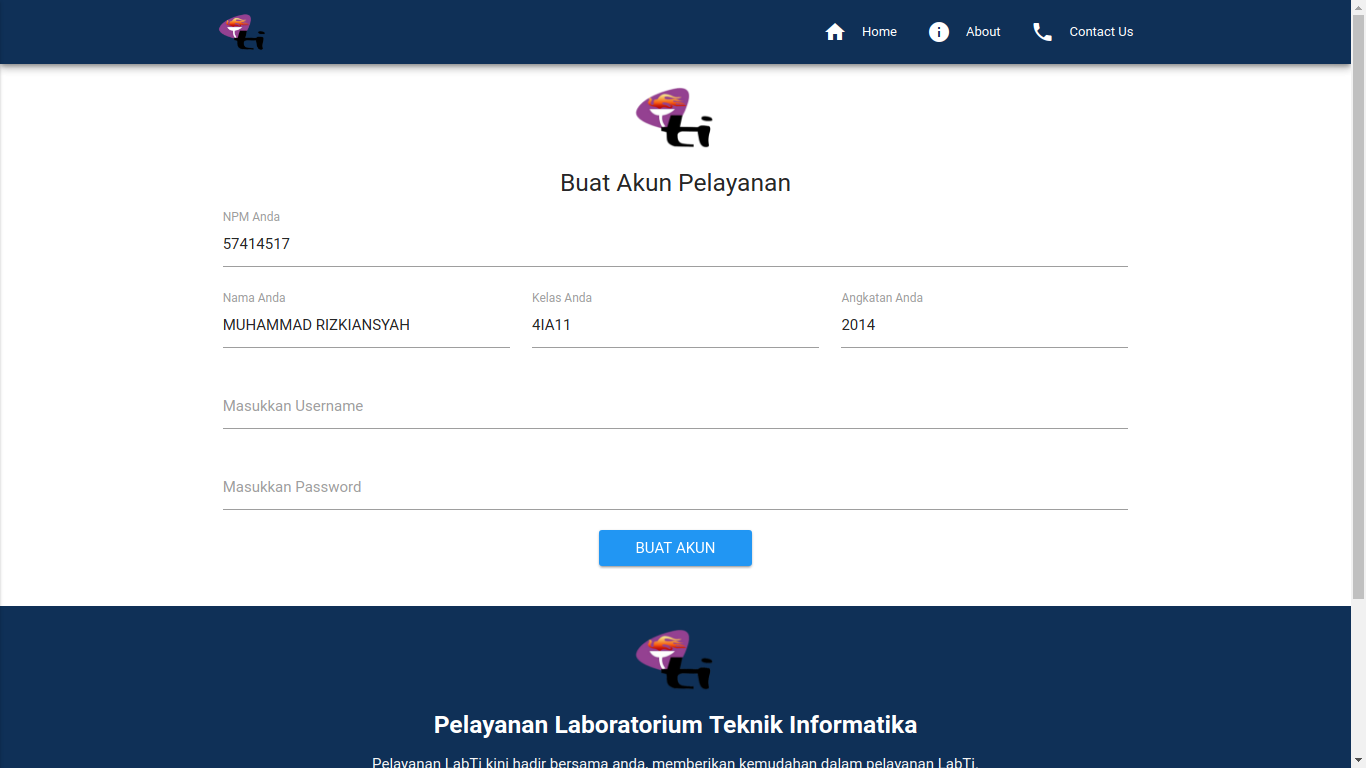 ti
Home
About
Contact Us
ti
Buat Akun Pelayanan
NPM Anda
57414517
Nama Anda
Kelas Anda
Angkatan Anda
MUHAMMAD RIZKIANSYAH
4IA11
2014
Masukkan Username
Masukkan Password
BUAT AKUN
ti
Pelayanan Laboratorium Teknik Informatika
Pelayanan LabTi kini hadir bersama anda, memberikan kemudahan dalam pelayanan LabTi.